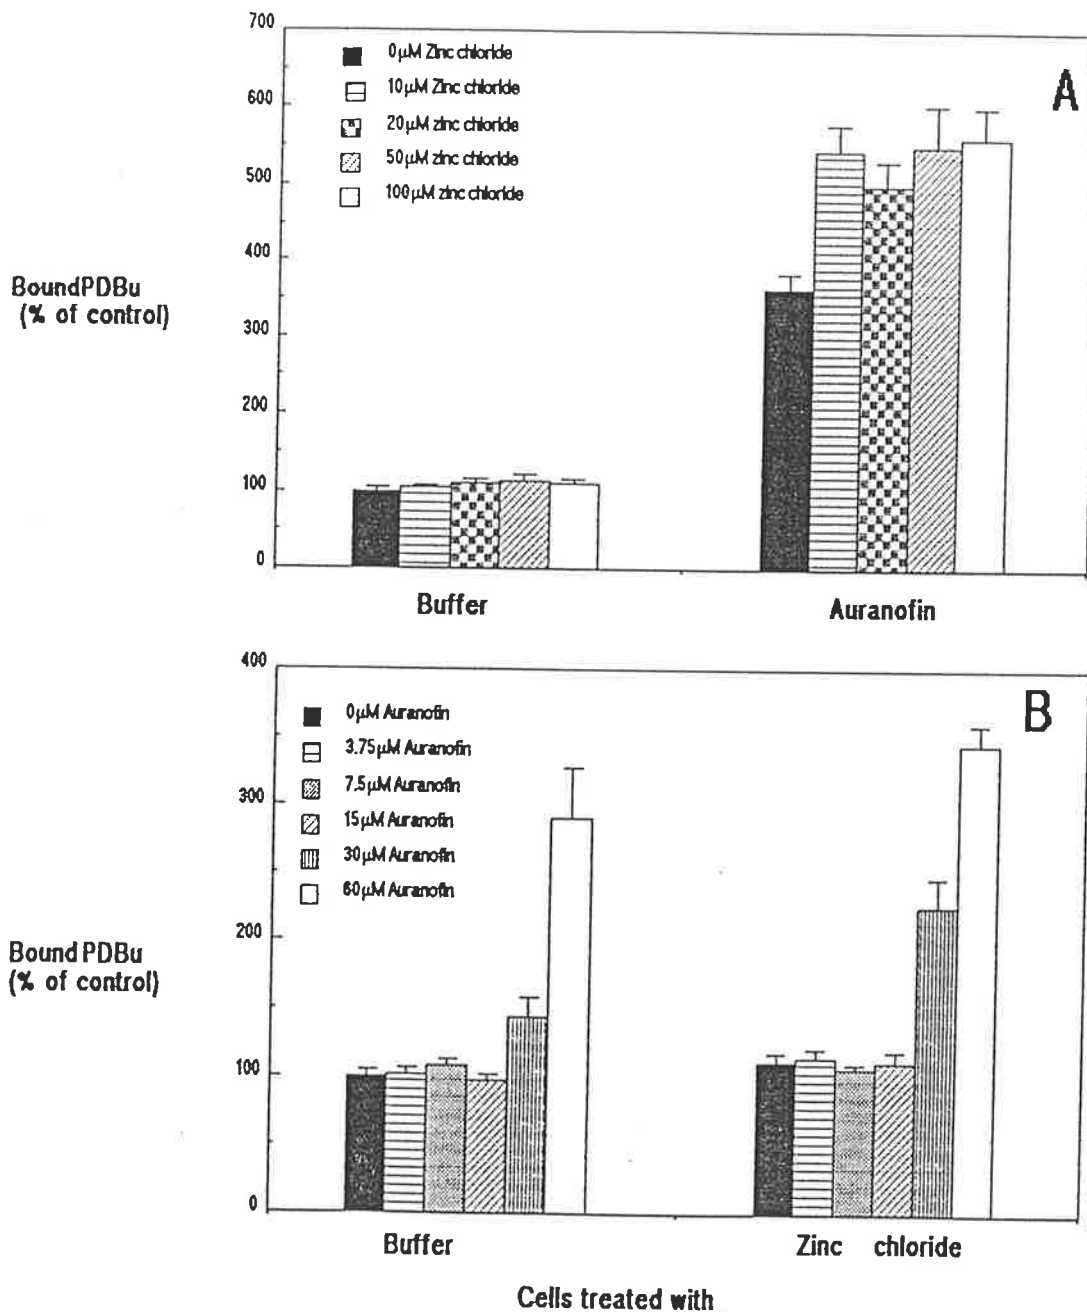 700
600
500
400
300
200
100
0
BoundPDBu
(% of control)
0µM Zinc chloride
10µM Zinc chloride
20µM zinc chloride
50µM zinc chloride
100µM zinc chloride
A
Buffer
Auranofin
400
300
200
100
0
Bound PDBu
(% of control)
0µM Auranofin
3.75µM Auranofin
7.5µM Auranofin
15µM Auranofin
30µM Auranofin
60µM Auranofin
B
Buffer
Zinc chloride
Cells treated with